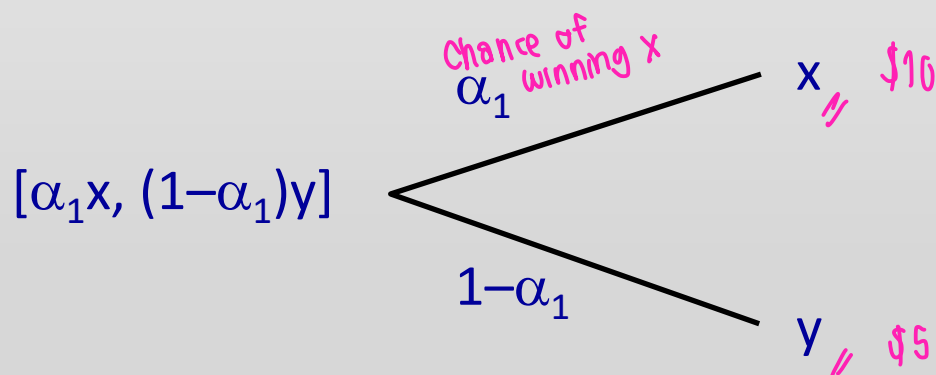 Chance of
winning x
α₁
x $10
[α₁x, (1–α₁)y]
1–α₁
y $5